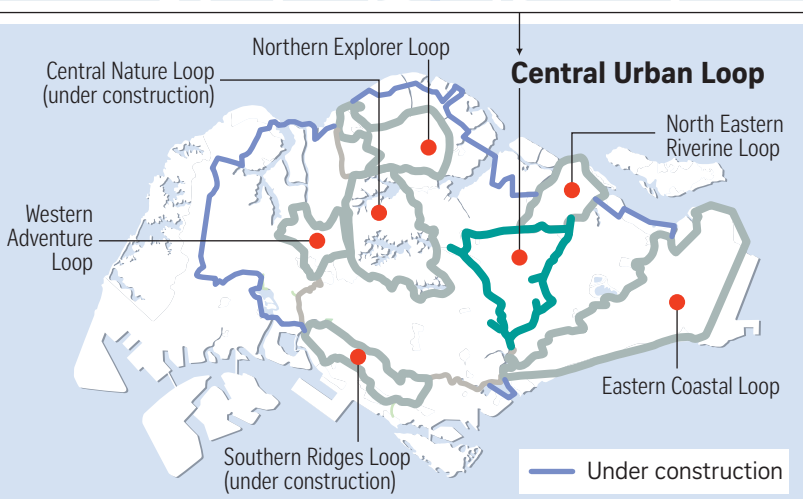 Northern Explorer Loop
Central Nature Loop
(under construction)
Central Urban Loop
North Eastern
Riverine Loop
Western
Adventure
Loop
Eastern Coastal Loop
Southern Ridges Loop
(under construction)
Under construction